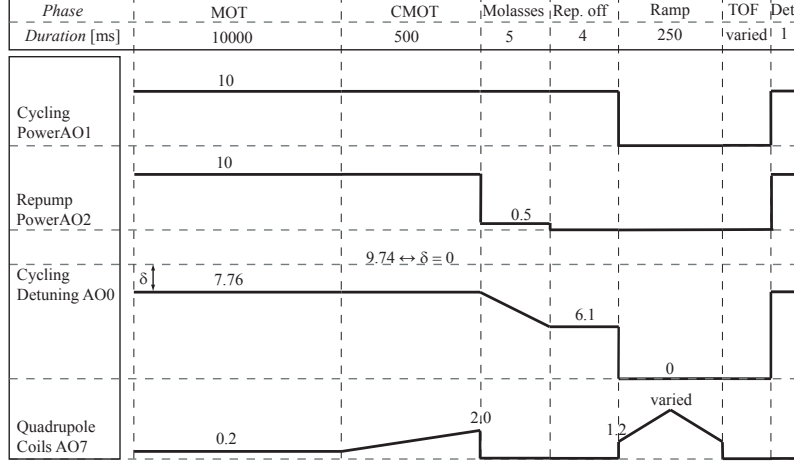 Phase MOT CMOT Molasses Rep. off Ramp TOF Det
Duration [ms] 10000 500 5 4 250 varied 1
10
Cycling
PowerAO1
10
Repump
PowerAO2
0.5
9.74 ↔ δ = 0
Cycling
Detuning AO0
δ
7.76
6.1
0
varied
Quadrupole
Coils AO7
0.2
2.0
1.2